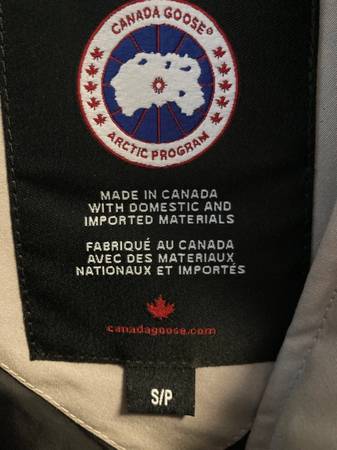 CANADA GOOSE®
ARCTIC PROGRAM
MADE IN CANADA
WITH DOMESTIC AND
IMPORTED MATERIALS
FABRIQUÉ AU CANADA
AVEC DES MATERIAUX
NATIONAUX ET IMPORTÉS
canadagoose.com
S/P